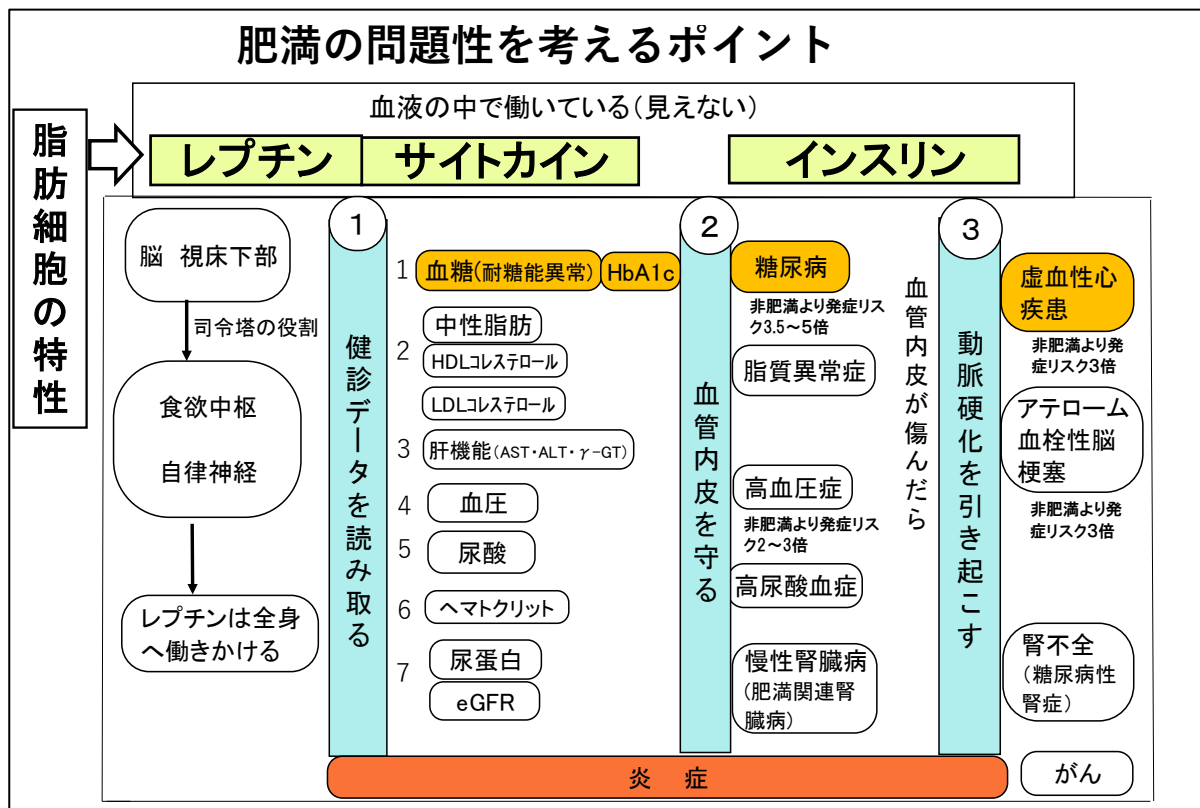 肥満の問題性を考えるポイント
脂肪細胞の特性
血液の中で働いている(見えない)
レプチン
サイトカイン
インスリン
脳 視床下部
司令塔の役割
食欲中枢
自律神経
レプチンは全身
へ働きかける
1
健診データを読み取る
1
血糖(耐糖能異常)
HbA1c
2
中性脂肪
HDLコレステロール
LDLコレステロール
3
肝機能(AST・ALT・γ-GT)
4
血圧
5
尿酸
6
ヘマトクリット
7
尿蛋白
eGFR
2
血管内皮を守る
糖尿病
非肥満より発症リス
ク3.5~5倍
脂質異常症
高血圧症
非肥満より発症リス
ク2~3倍
高尿酸血症
慢性腎臓病
(肥満関連腎
臓病)
血管内皮が傷んだら
3
動脈硬化を引き起こす
虚血性心
疾患
非肥満より発
症リスク3倍
アテローム
血栓性脳
梗塞
非肥満より発
症リスク3倍
腎不全
(糖尿病性
腎症)
炎 症
がん